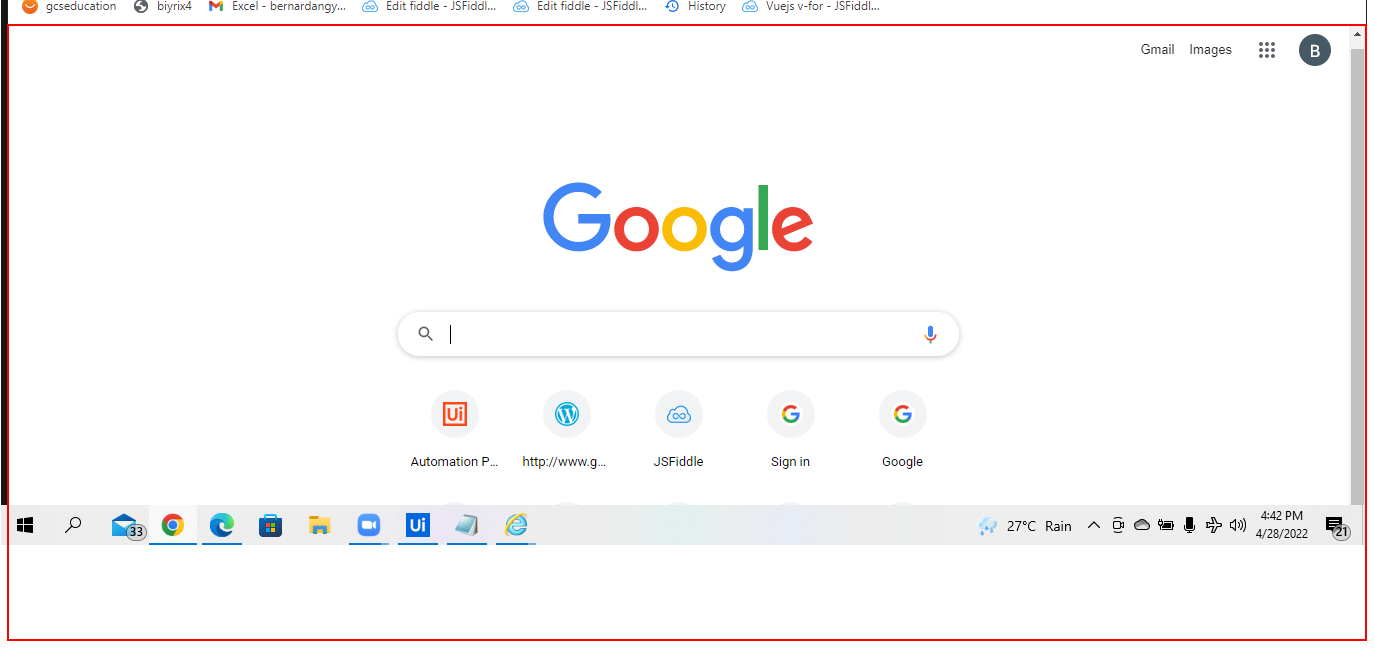 gcseducation biyrix4 Excel - bernardangy... Edit fiddle - JSFiddl... Edit fiddle - JSFiddl... History Vuejs v-for - JSFiddl...
Gmail Images B
Google
Ui
Automation P... http://www.g... JSFiddle Sign in Google
33 Ui 27°C Rain 4:42 PM
4/28/2022 21